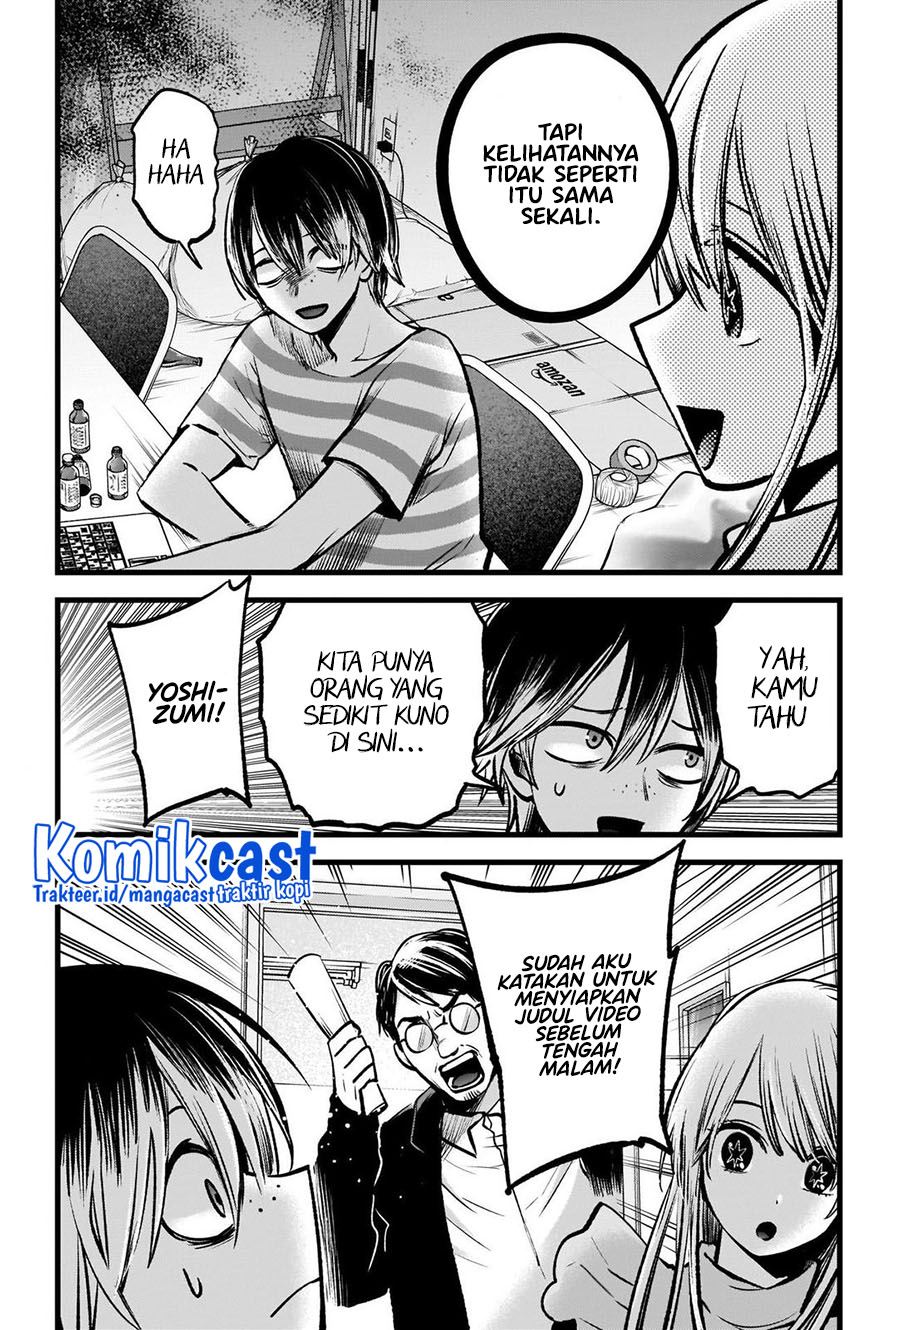 TAPI
KELIHATANNYA
TIDAK SEPERTI
ITU SAMA
SEKALI.
HA
HAHA
amozan
YAH,
KAMU
TAHU
KITA PUNYA
ORANG YANG
SEDIKIT KUNO
DI SINI...
YOSHI-
ZUMI!
Komikcast
Trakteer.id/mangacast traktir kopi
SUDAH AKU
KATAKAN UNTUK
MENYIAPKAN
JUDUL VIDEO
SEBELUM
TENGAH
MALAM!